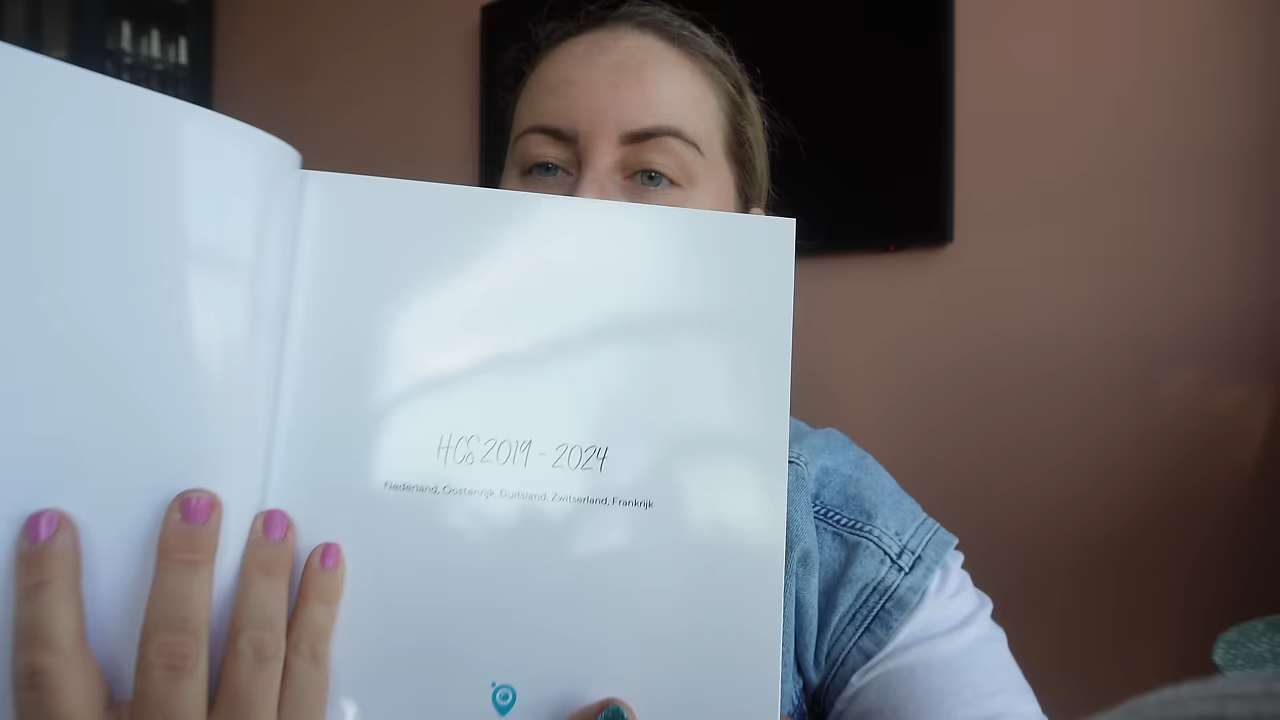 HCS 2019 - 2024
Nederland, Oostenrijk, Duitsland, Zwitserland, Frankrijk